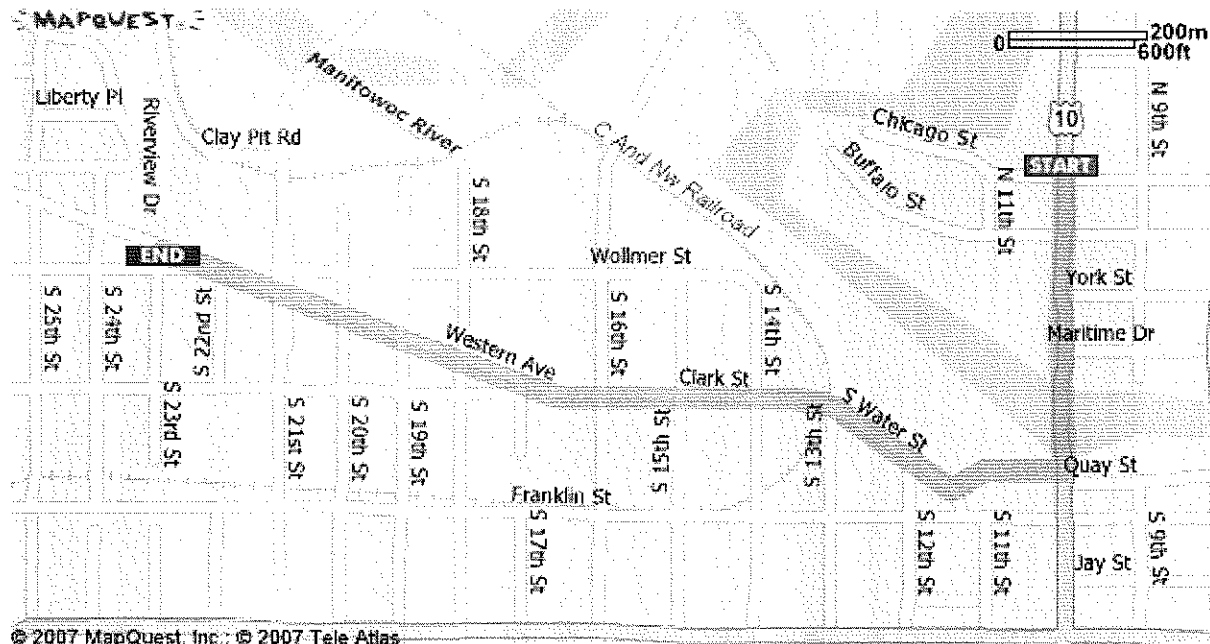 MAPQUEST
200m
0
600ft
N 9th St
10
Liberty Pl
Riverview Dr
Clay Pit Rd
Manitowoc River
C And Nw Railroad
Chicago St
Buffalo St
START
N 11th St
S 18th St
END
Wollmer St
York St
S 25th St
S 24th St
S 22nd St
S 16th St
S 14th St
Maritime Dr
Western Ave
Clark St
S Water St
S 23rd St
S 21st St
S 20th St
S 19th St
S 15th St
S 13th St
Quay St
Franklin St
S 17th St
S 12th St
S 11th St
S 9th St
Jay St
© 2007 MapQuest, Inc.; © 2007 Tele Atlas